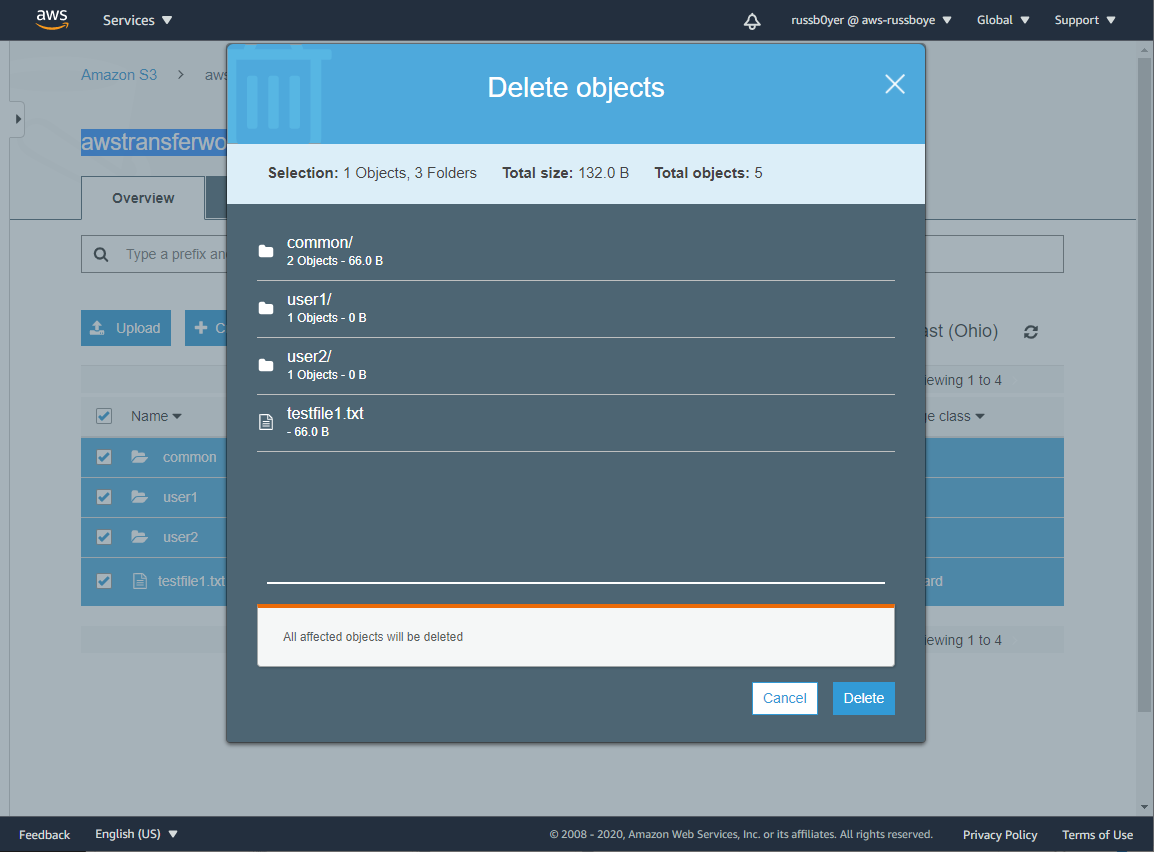 aws
Services
russb0yer @ aws-russboye
Global
Support
Amazon S3
aws
Delete objects
awstransferwo
Selection: 1 Objects, 3 Folders Total size: 132.0 B Total objects: 5
Overview
Type a prefix an
common/
2 Objects - 66.0 B
user1/
1 Objects - 0 B
user2/
1 Objects - 0 B
testfile1.txt
- 66.0 B
Upload
C
ast (Ohio)
ewing 1 to 4
Name
ge class
common
user1
user2
testfile1.txt
ard
ewing 1 to 4
All affected objects will be deleted
Cancel Delete
Feedback English (US) © 2008 - 2020, Amazon Web Services, Inc. or its affiliates. All rights reserved. Privacy Policy Terms of Use